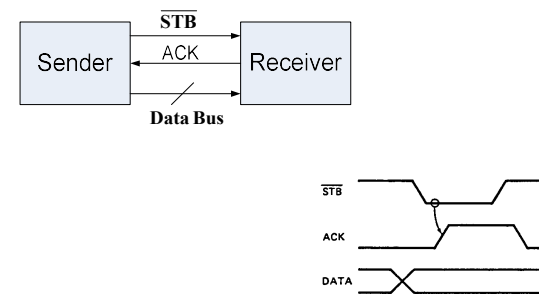 STB
Sender
ACK
Receiver
Data Bus
STB
ACK
DATA